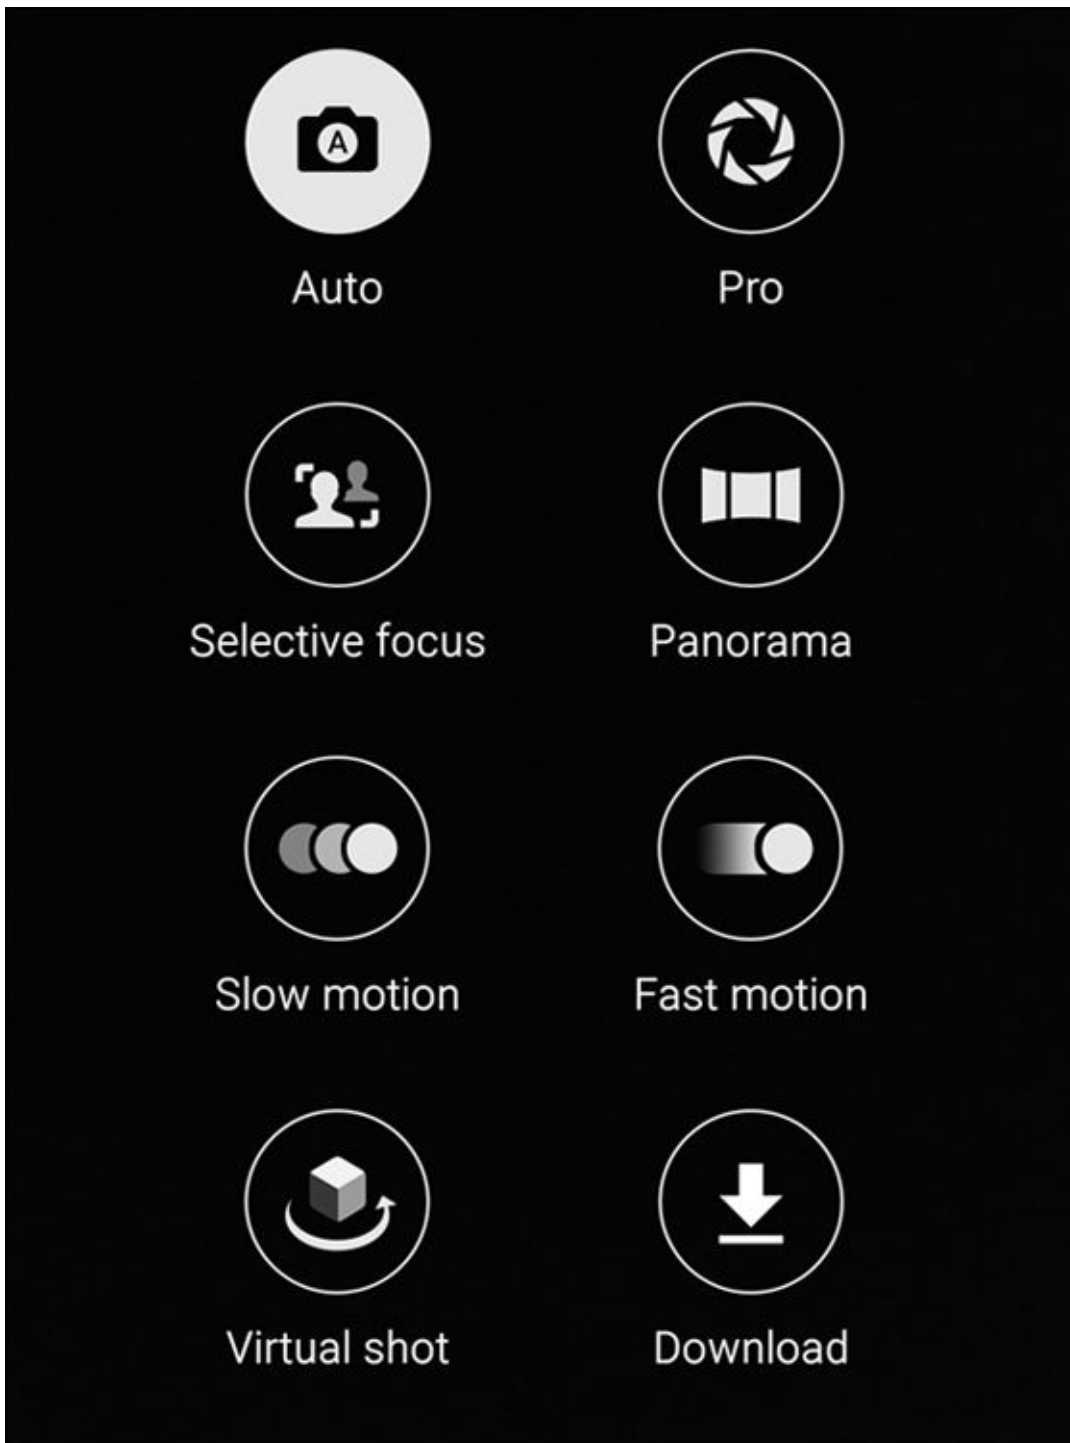 A
Auto
Pro
Selective focus
Panorama
Slow motion
Fast motion
Virtual shot
Download